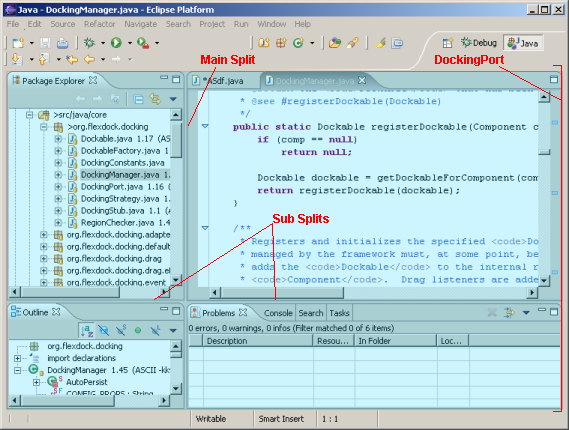 Java - DockingManager.java - Eclipse Platform
File Edit Source Refactor Navigate Search Project Run Window Help
Debug Java
Main Split
DockingPort
Package Explorer
*ASdf.java DockingManager.java
>src/java/core
>org.flexdock.docking
Dockable.java 1.17 (AS
DockableFactory.java
DockingConstants.java
DockingManager.java 1.
DockingPort.java 1.16 (
DockingStrategy.java
DockingStub.java 1.1 (A
RegionChecker.java 1.4
org.flexdock.docking.adapte
org.flexdock.docking.default
org.flexdock.docking.drag
org.flexdock.docking.drag.e
org.flexdock.docking.event
* @see #registerDockable(Dockable)
*/
public static Dockable registerDockable(Component c
if (comp == null)
return null;
Dockable dockable = getDockableForComponent(com
return registerDockable(dockable);
}
/**
* Registers and initializes the specified <code>Do
* managed by the framework must, at some point, be
* adds the <code>Dockable</code> to the internal r
* <code>Component</code>. Drag listeners are adde
Sub Splits
Outline
org.flexdock.docking
import declarations
DockingManager 1.45 (ASCII -kk
AutoPersist
CONFIG_PROPS : String
Problems Console Search Tasks
0 errors, 0 warnings, 0 infos (Filter matched 0 of 6 items)
Description Resou... In Folder Loc...
Writable Smart Insert 1 : 1